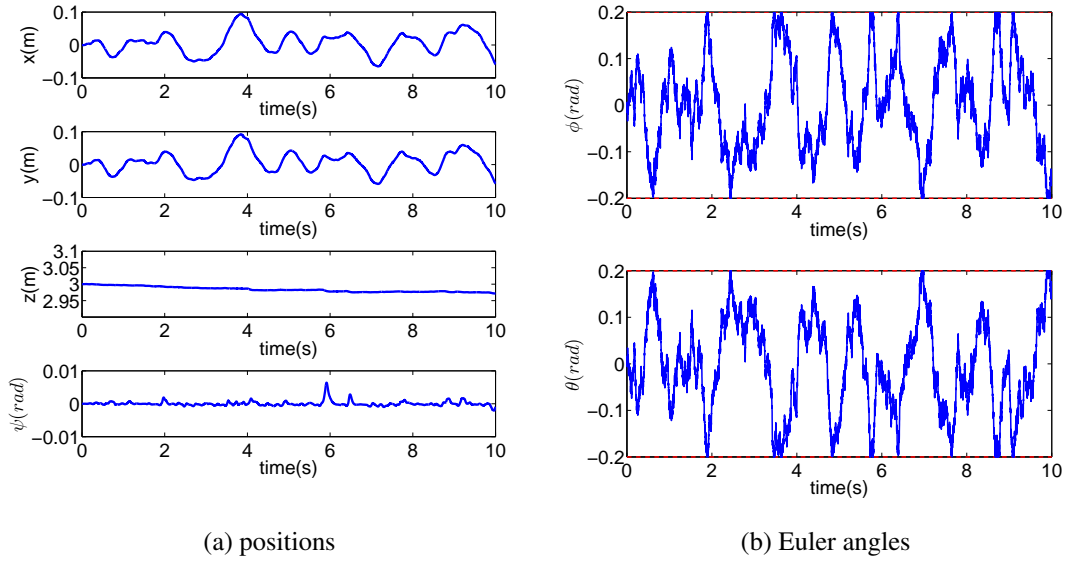 0.1
0
−0.1
x(m)
0 2 4 6 8 10
time(s)
0.1
0
−0.1
y(m)
0 2 4 6 8 10
time(s)
3.1
3.05
3
2.95
z(m)
0 2 4 6 8 10
time(s)
0.01
0
−0.01
ψ(rad)
0 2 4 6 8 10
time(s)
(a) positions
0.2
0.1
0
−0.1
−0.2
ϕ(rad)
0 2 4 6 8 10
time(s)
0.2
0.1
0
−0.1
−0.2
θ(rad)
0 2 4 6 8 10
time(s)
(b) Euler angles